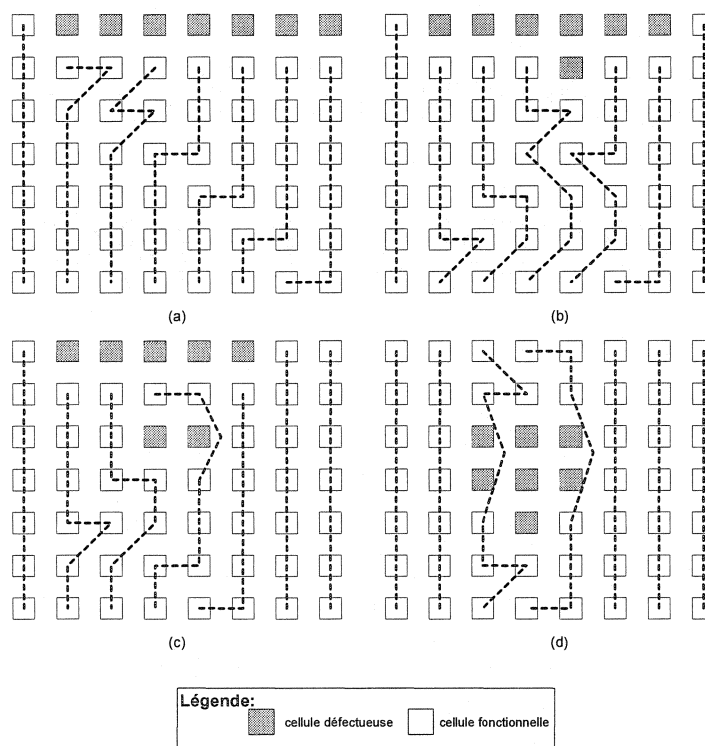 (a)
(b)
(c)
(d)
Légende:
cellule défectueuse
cellule fonctionnelle